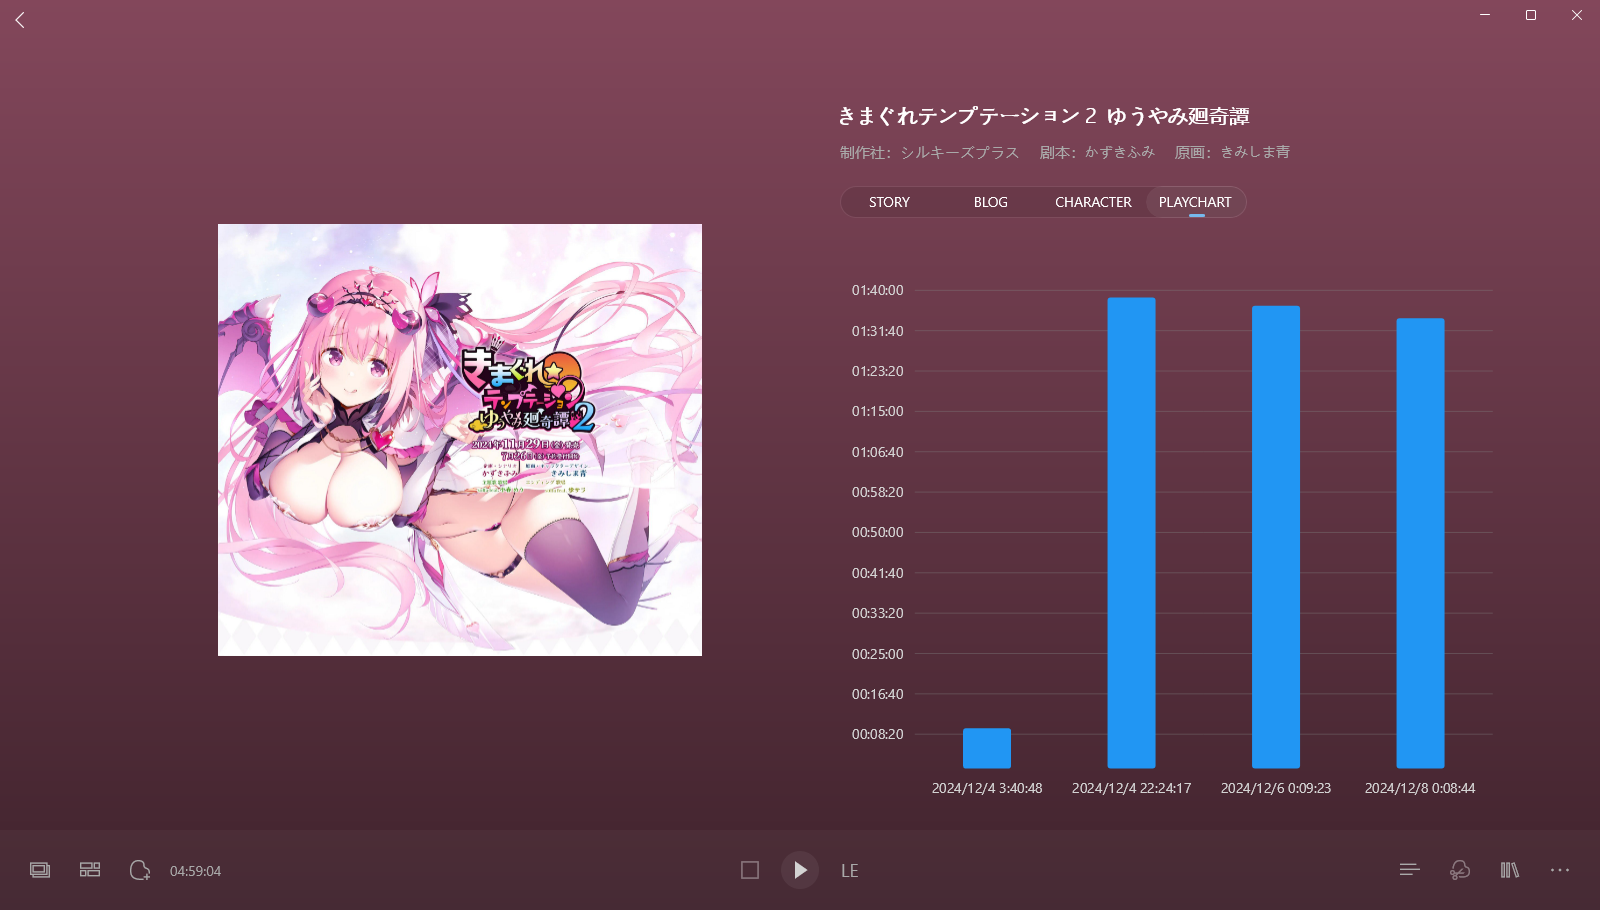 きまぐれテンプテーション２ ゆうやみ廻奇譚
制作社：シルキーズプラス 剧本：かずきふみ 原画：きみしま青
STORY BLOG CHARACTER PLAYCHART
きまぐれ
テンプテーション
ゆうやみ廻奇譚 2
2024年11月29日(金)発売
かずきふみ きみしま青
01:40:00
01:31:40
01:23:20
01:15:00
01:06:40
00:58:20
00:50:00
00:41:40
00:33:20
00:25:00
00:16:40
00:08:20
2024/12/4 3:40:48 2024/12/4 22:24:17 2024/12/6 0:09:23 2024/12/8 0:08:44
04:59:04 LE